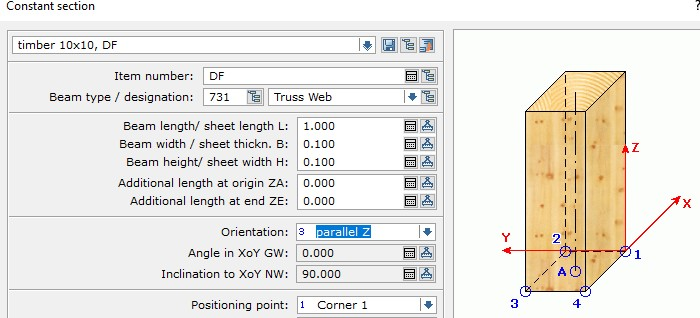 Constant section ?
timber 10x10, DF
Item number: DF
Beam type / designation: 731 Truss Web
Beam length/ sheet length L: 1.000
Beam width / sheet thickn. B: 0.100
Beam height/ sheet width H: 0.100
Additional length at origin ZA: 0.000
Additional length at end ZE: 0.000
Orientation: 3 parallel Z
Angle in XoY GW: 0.000
Inclination to XoY NW: 90.000
Positioning point: 1 Corner 1
Z
X
Y
2
1
A
3
4